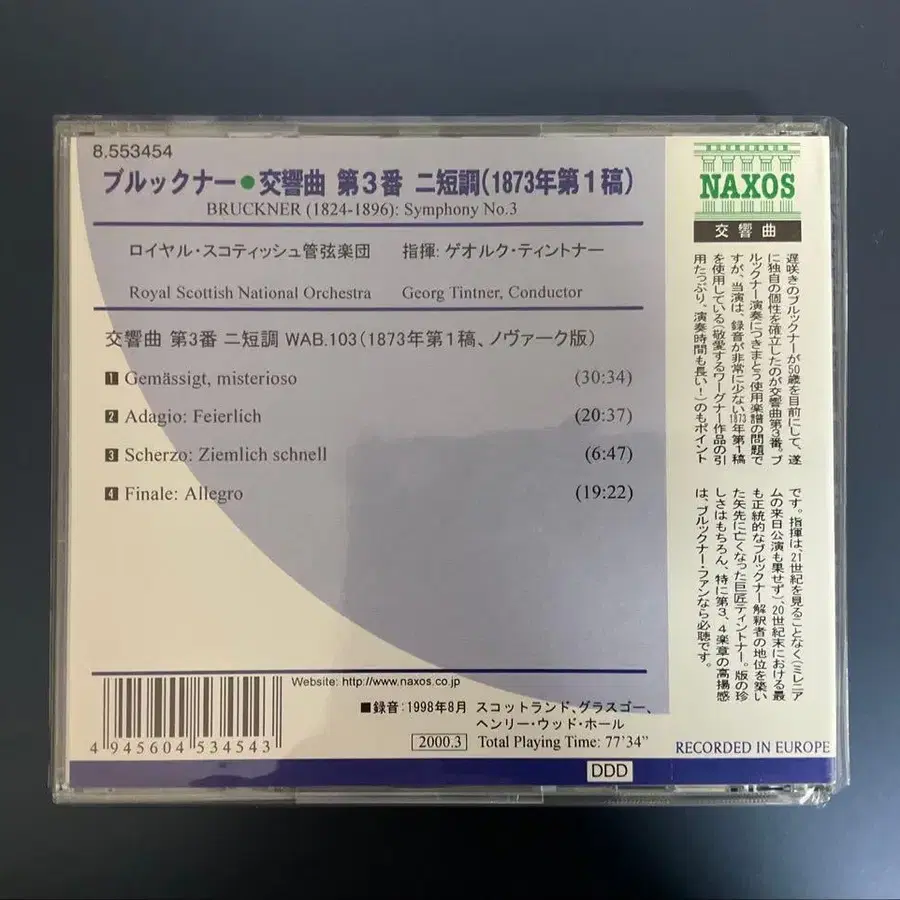 8.553454
ブルックナー●交響曲 第3番 ニ短調(1873年第1稿)
BRUCKNER (1824-1896): Symphony No.3
ロイヤル・スコティッシュ管弦楽団 指揮: ゲオルク・ティントナー
Royal Scottish National Orchestra Georg Tintner, Conductor
交響曲 第3番 ニ短調 WAB.103(1873年第1稿、ノヴァーク版)
1 Gemässigt, misterioso (30:34)
2 Adagio: Feierlich (20:37)
3 Scherzo: Ziemlich schnell (6:47)
4 Finale: Allegro (19:22)
Website: http://www.naxos.co.jp
■録音:1998年8月 スコットランド、グラスゴー、
ヘンリー・ウッド・ホール
2000.3 Total Playing Time: 77'34”
4 945604 534543
DDD
NAXOS
交響曲
遅咲きのブルックナーが50歳を目前にして、遂
に独自の個性を確立したのが交響曲第3番。ブ
ルックナー演奏につきまとう使用楽譜の問題で
すが、当演は、録音が非常に少ない1873年第1稿
を使用している(敬愛するワーグナー作品の引
用たっぷり。演奏時間も長い!)のもポイント
です。指揮は、21世紀を見ることなく(ミレニア
ムの来日公演も果せず)、20世紀末における最
も正統的なブルックナー解釈者の地位を築い
た矢先に亡くなった巨匠ティントナー。版の珍
しさはもちろん、特に第3、4楽章の高揚感
は、ブルックナー・ファンなら必聴です。
RECORDED IN EUROPE